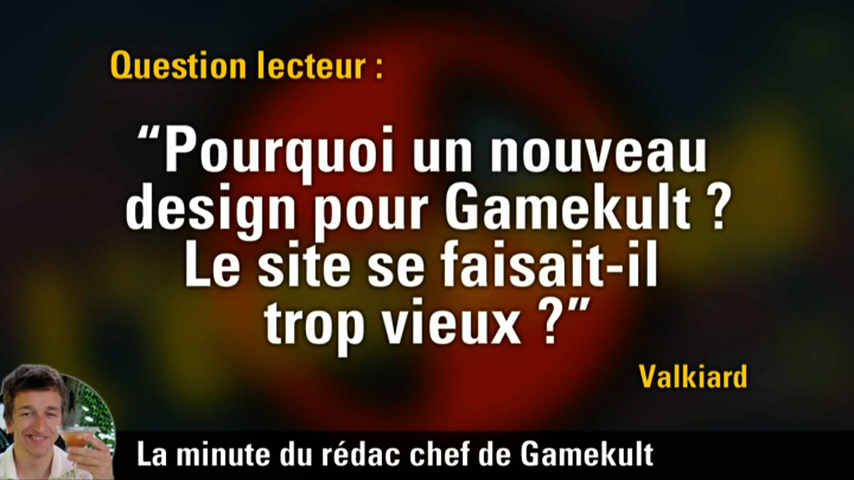 Question lecteur :
“Pourquoi un nouveau
design pour Gamekult ?
Le site se faisait-il
trop vieux ?”
Valkiard
La minute du rédac chef de Gamekult